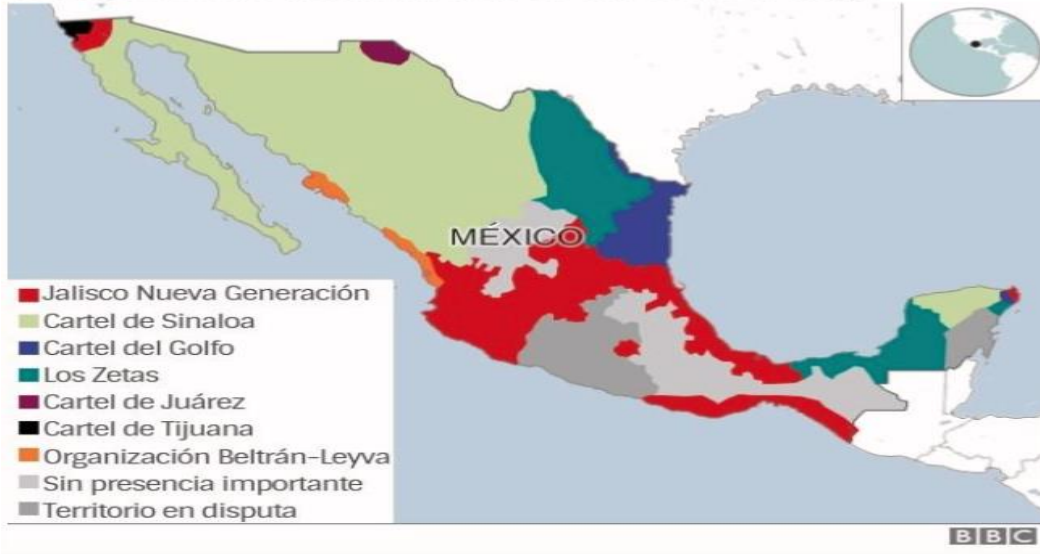 MÉXICO
Jalisco Nueva Generación
Cartel de Sinaloa
Cartel del Golfo
Los Zetas
Cartel de Juárez
Cartel de Tijuana
Organización Beltrán-Leyva
Sin presencia importante
Territorio en disputa
BBC